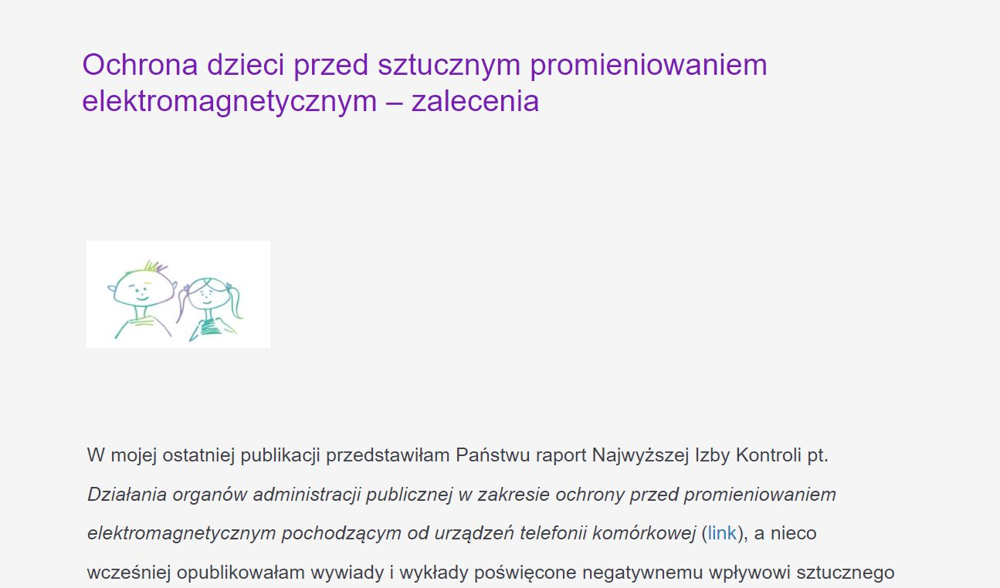 Ochrona dzieci przed sztucznym promieniowaniem
elektromagnetycznym – zalecenia
W mojej ostatniej publikacji przedstawiłam Państwu raport Najwyższej Izby Kontroli pt.
Działania organów administracji publicznej w zakresie ochrony przed promieniowaniem
elektromagnetycznym pochodzącym od urządzeń telefonii komórkowej (link), a nieco
wcześniej opublikowałam wywiady i wykłady poświęcone negatywnemu wpływowi sztucznego